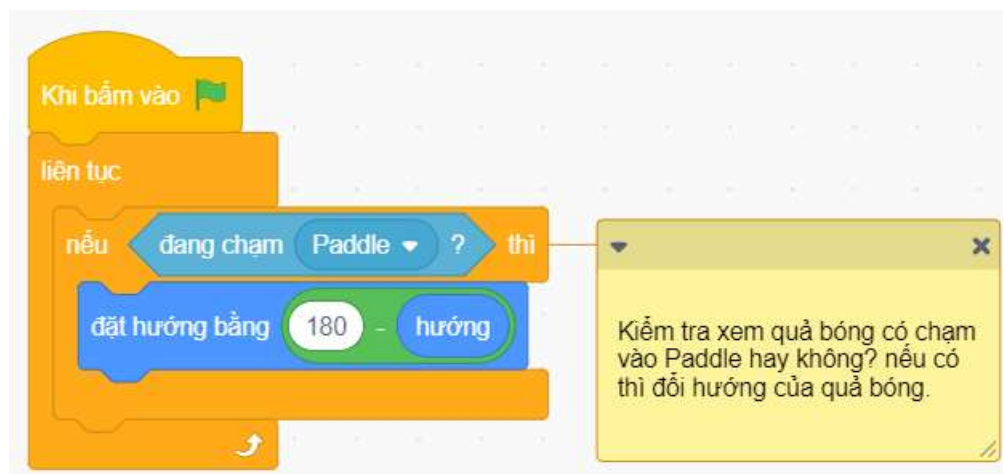 Khi bấm vào
liên tục
nếu đang chạm Paddle ? thì
đặt hướng bằng 180 - hướng
Kiểm tra xem quả bóng có chạm
vào Paddle hay không? nếu có
thì đổi hướng của quả bóng.